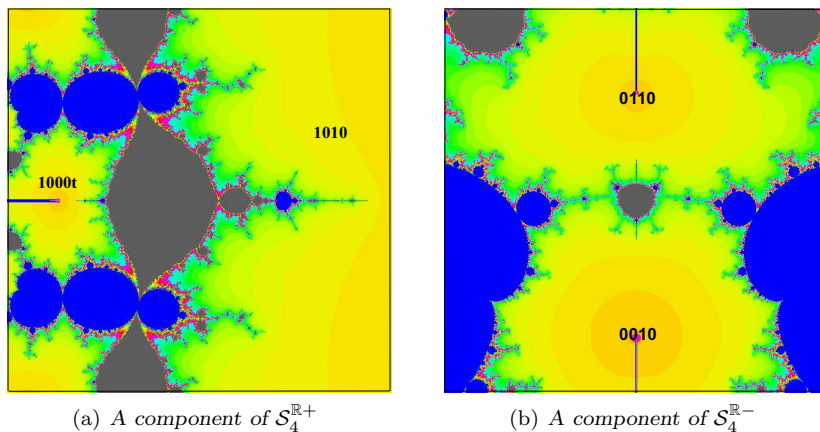 1010
1000t
0110
0010
(a) A component of $\mathcal{S}_4^{\mathbb{R}+}$
(b) A component of $\mathcal{S}_4^{\mathbb{R}-}$